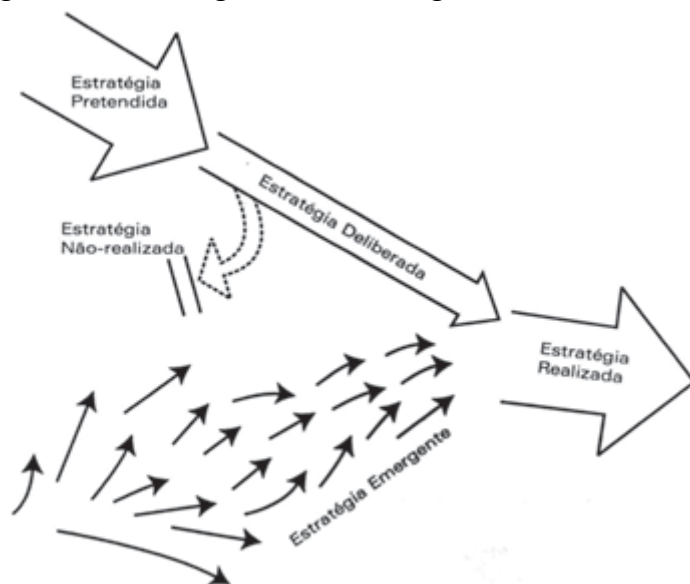 Estratégia
Pretendida
Estratégia Deliberada
Estratégia
Não-realizada
Estratégia
Realizada
Estratégia Emergente